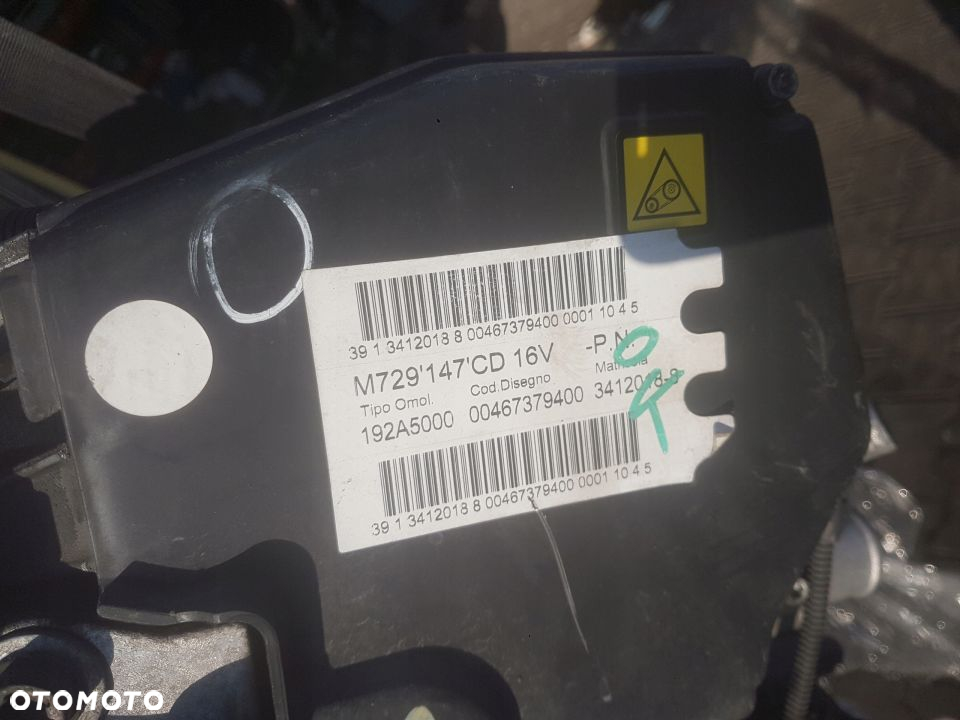 39 1 3412018 8 00467379400 0001 10 4 5
M729'147'CD 16V -P.N.
Tipo Omol. Cod.Disegno Matricola
192A5000 00467379400 3412018-8
39 1 3412018 8 00467379400 0001 10 4 5
OTOMOTO